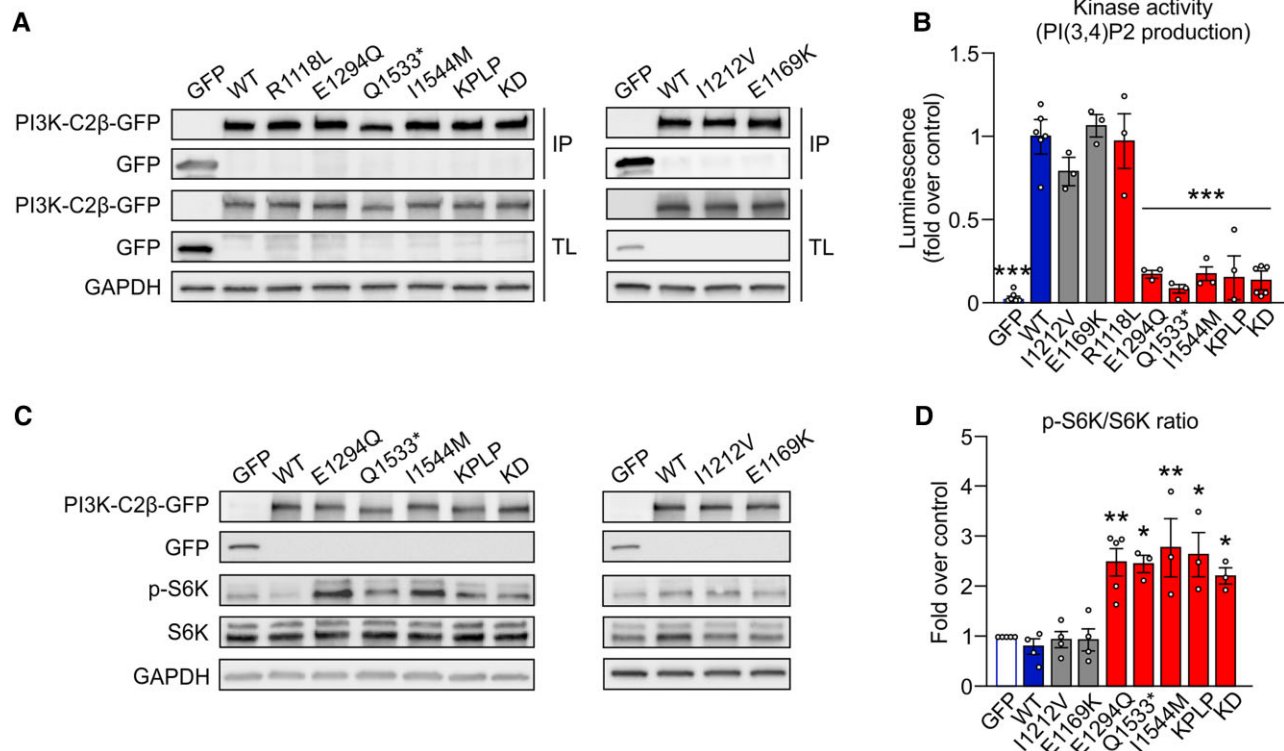 A
GFP WT R1118L E1294Q Q1533* I1544M KPLP KD
PI3K-C2β-GFP
GFP
IP
PI3K-C2β-GFP
GFP
TL
GAPDH
GFP WT I1212V E1169K
IP
TL
B
Kinase activity
(PI(3,4)P2 production)
Luminescence
(fold over control)
1.5
1
0.5
0
***
***
GFP WT I1212V E1169K R1118L E1294Q Q1533* I1544M KPLP KD
C
GFP WT E1294Q Q1533* I1544M KPLP KD
PI3K-C2β-GFP
GFP
p-S6K
S6K
GAPDH
GFP WT I1212V E1169K
D
p-S6K/S6K ratio
Fold over control
5
4
3
2
1
0
** * ** * *
GFP WT I1212V E1169K E1294Q Q1533* I1544M KPLP KD